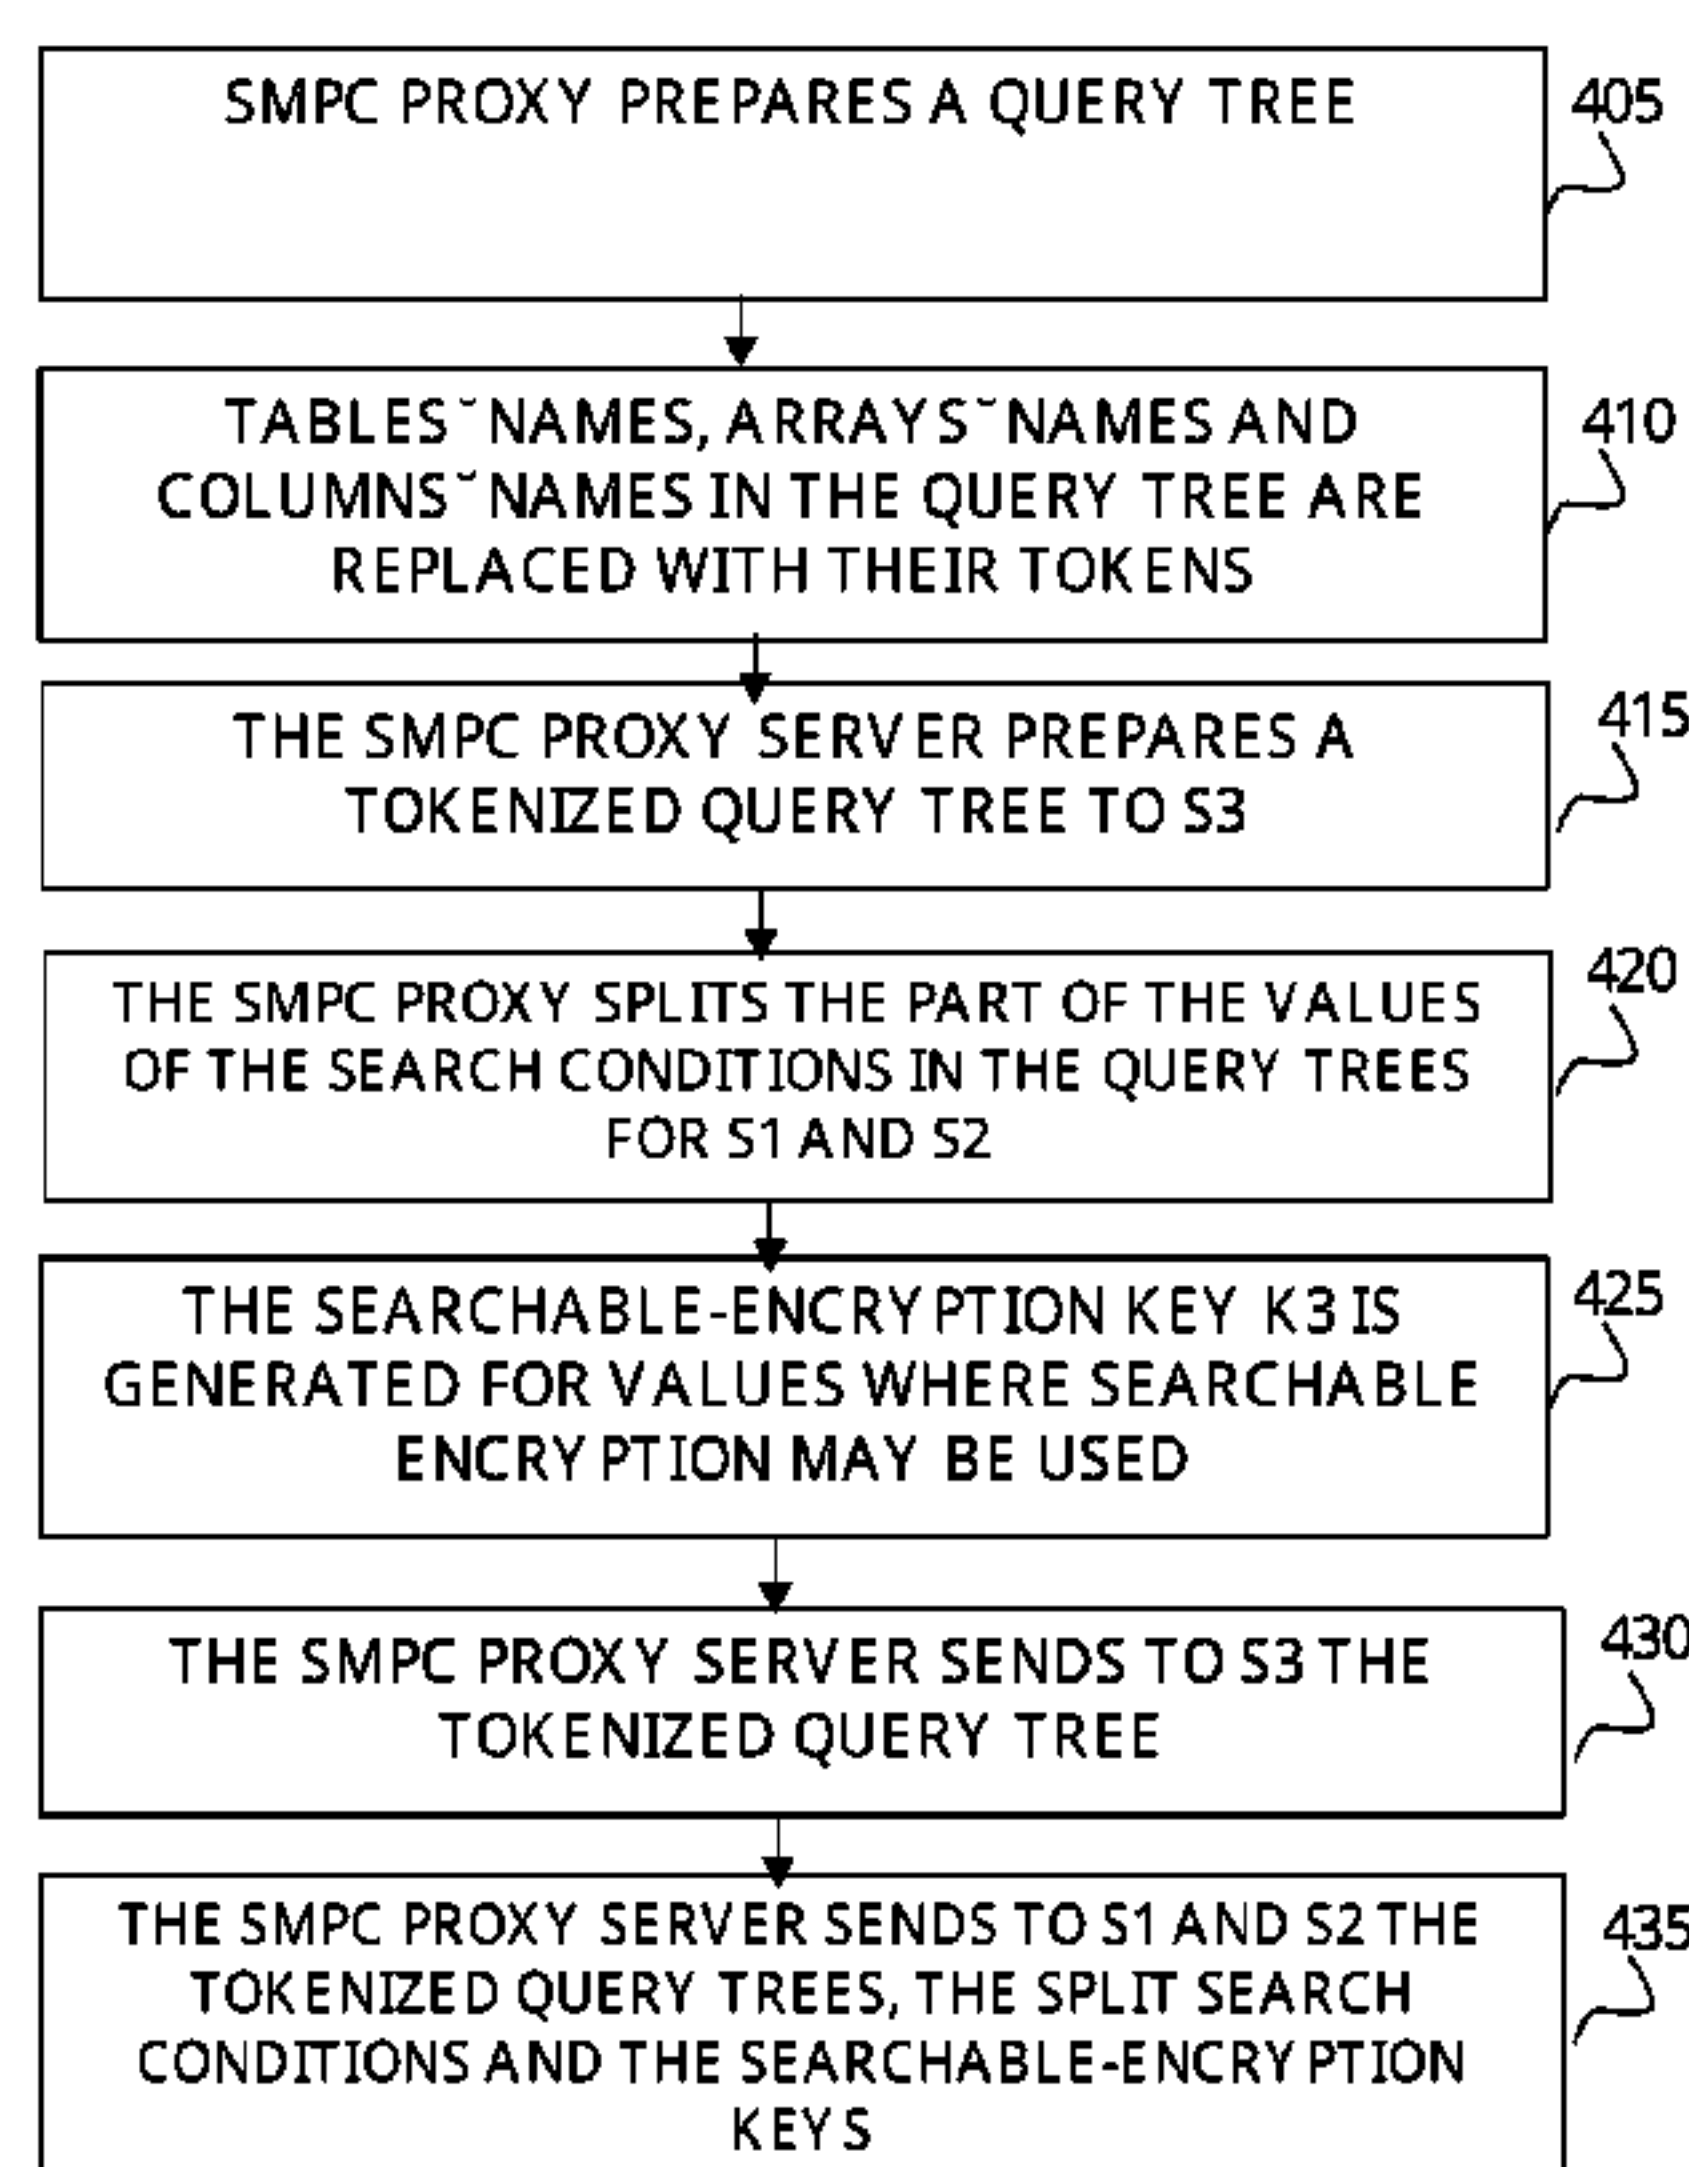 SMPC PROXY PREPARES A QUERY TREE
405
TABLES˘NAMES, ARRAYS˘NAMES AND
COLUMNS˘NAMES IN THE QUERY TREE ARE
REPLACED WITH THEIR TOKENS
410
THE SMPC PROXY SERVER PREPARES A
TOKENIZED QUERY TREE TO S3
415
THE SMPC PROXY SPLITS THE PART OF THE VALUES
OF THE SEARCH CONDITIONS IN THE QUERY TREES
FOR S1 AND S2
420
THE SEARCHABLE-ENCRYPTION KEY K3 IS
GENERATED FOR VALUES WHERE SEARCHABLE
ENCRYPTION MAY BE USED
425
THE SMPC PROXY SERVER SENDS TO S3 THE
TOKENIZED QUERY TREE
430
THE SMPC PROXY SERVER SENDS TO S1 AND S2 THE
TOKENIZED QUERY TREES, THE SPLIT SEARCH
CONDITIONS AND THE SEARCHABLE-ENCRYPTION
KEYS
435